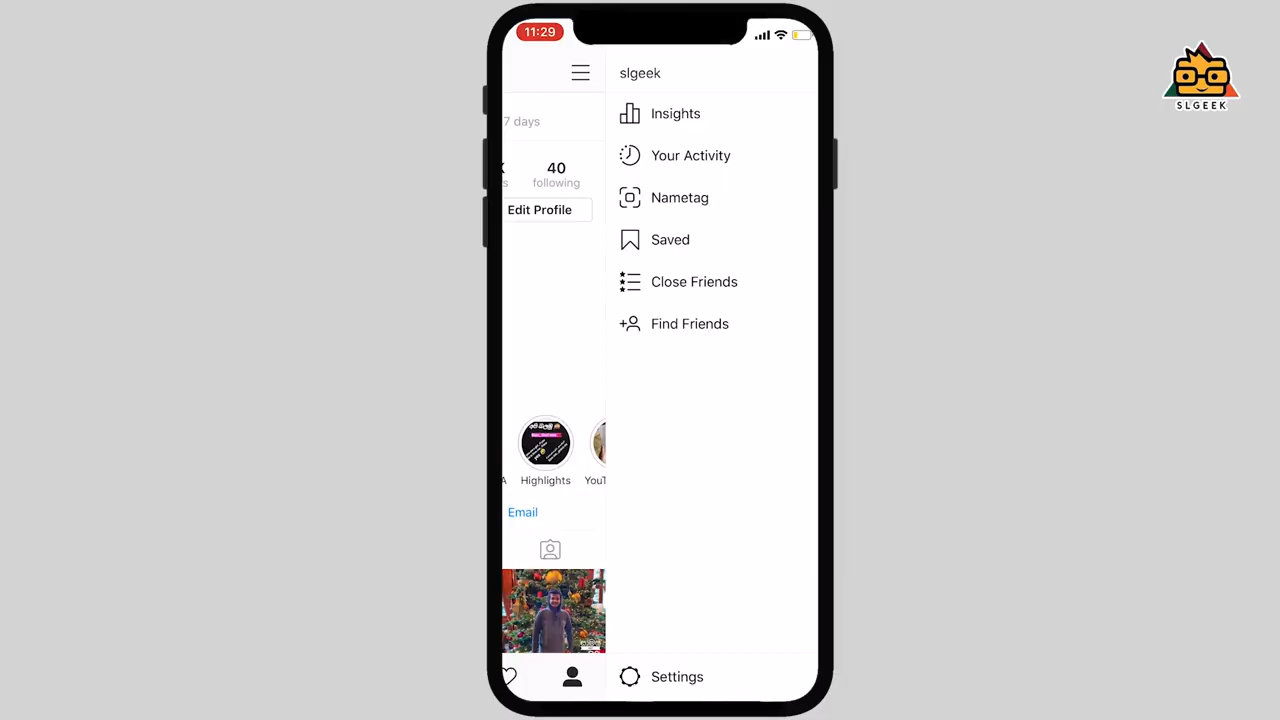 11:29
slgeek
Insights
7 days
Your Activity
40
following
Nametag
Edit Profile
Saved
Close Friends
Find Friends
Highlights
YouT
Email
Settings
SLGEEK